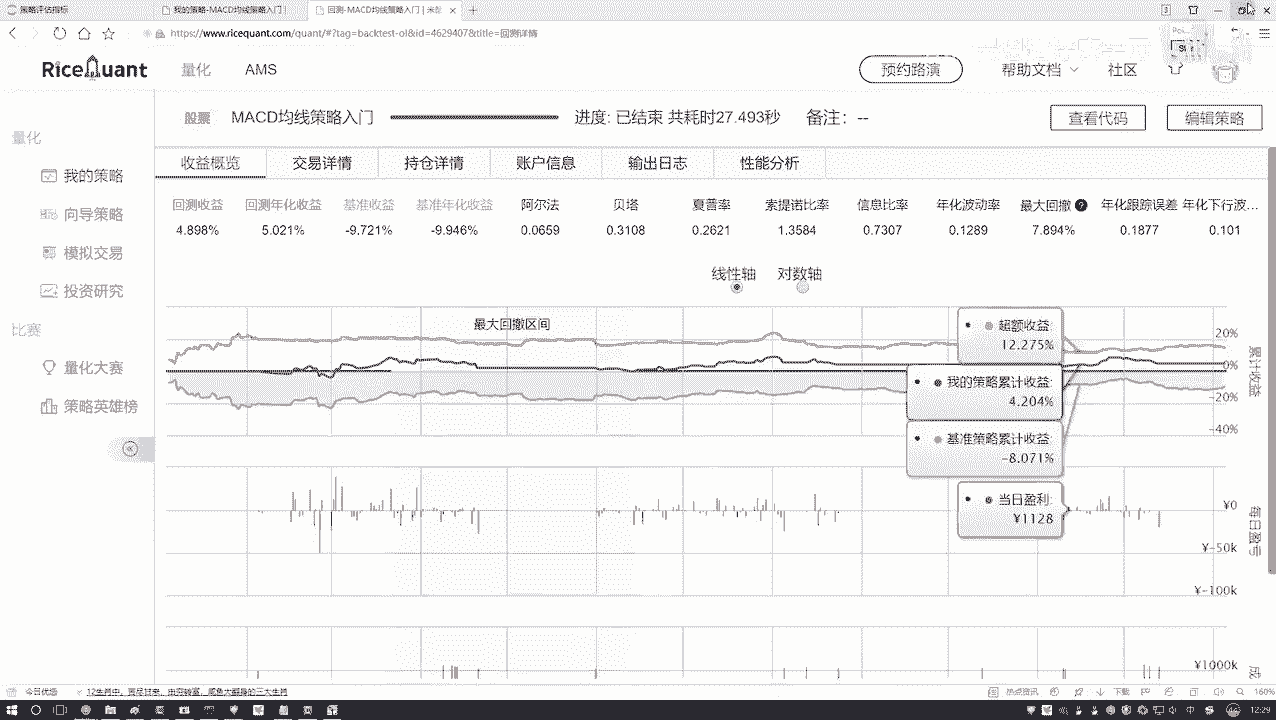 策略评估指标
我的策略-MACD均线策略入门 |
回测-MACD均线策略入门 | 米
https://www.ricequant.com/quant/#?tag=backtest-ol&id=4629407&title=回测详情
RiceQuant 量化 AMS 预约路演 帮助文档 社区
股票 MACD均线策略入门 进度: 已结束 共耗时27.493秒 备注: -- 查看代码 编辑策略
收益概览 交易详情 持仓详情 账户信息 输出日志 性能分析
量化
我的策略
向导策略
模拟交易
投资研究
比赛
量化大赛
策略英雄榜
回测收益 回测年化收益 基准收益 基准年化收益 阿尔法 贝塔 夏普率 索提诺比率 信息比率 年化波动率 最大回撤 年化跟踪误差 年化下行波...
4.898% 5.021% -9.721% -9.946% 0.0659 0.3108 0.2621 1.3584 0.7307 0.1289 7.894% 0.1877 0.101
线性轴 对数轴
最大回撤区间
超额收益:
12.275%
我的策略累计收益:
4.204%
基准策略累计收益:
-8.071%
当日盈利:
¥1128
20%
0%
-20%
-40%
累计收益
¥0
¥-50k
¥-100k
每日盈亏
¥1000k
今日优选
热点资讯
下载
160%
12:29